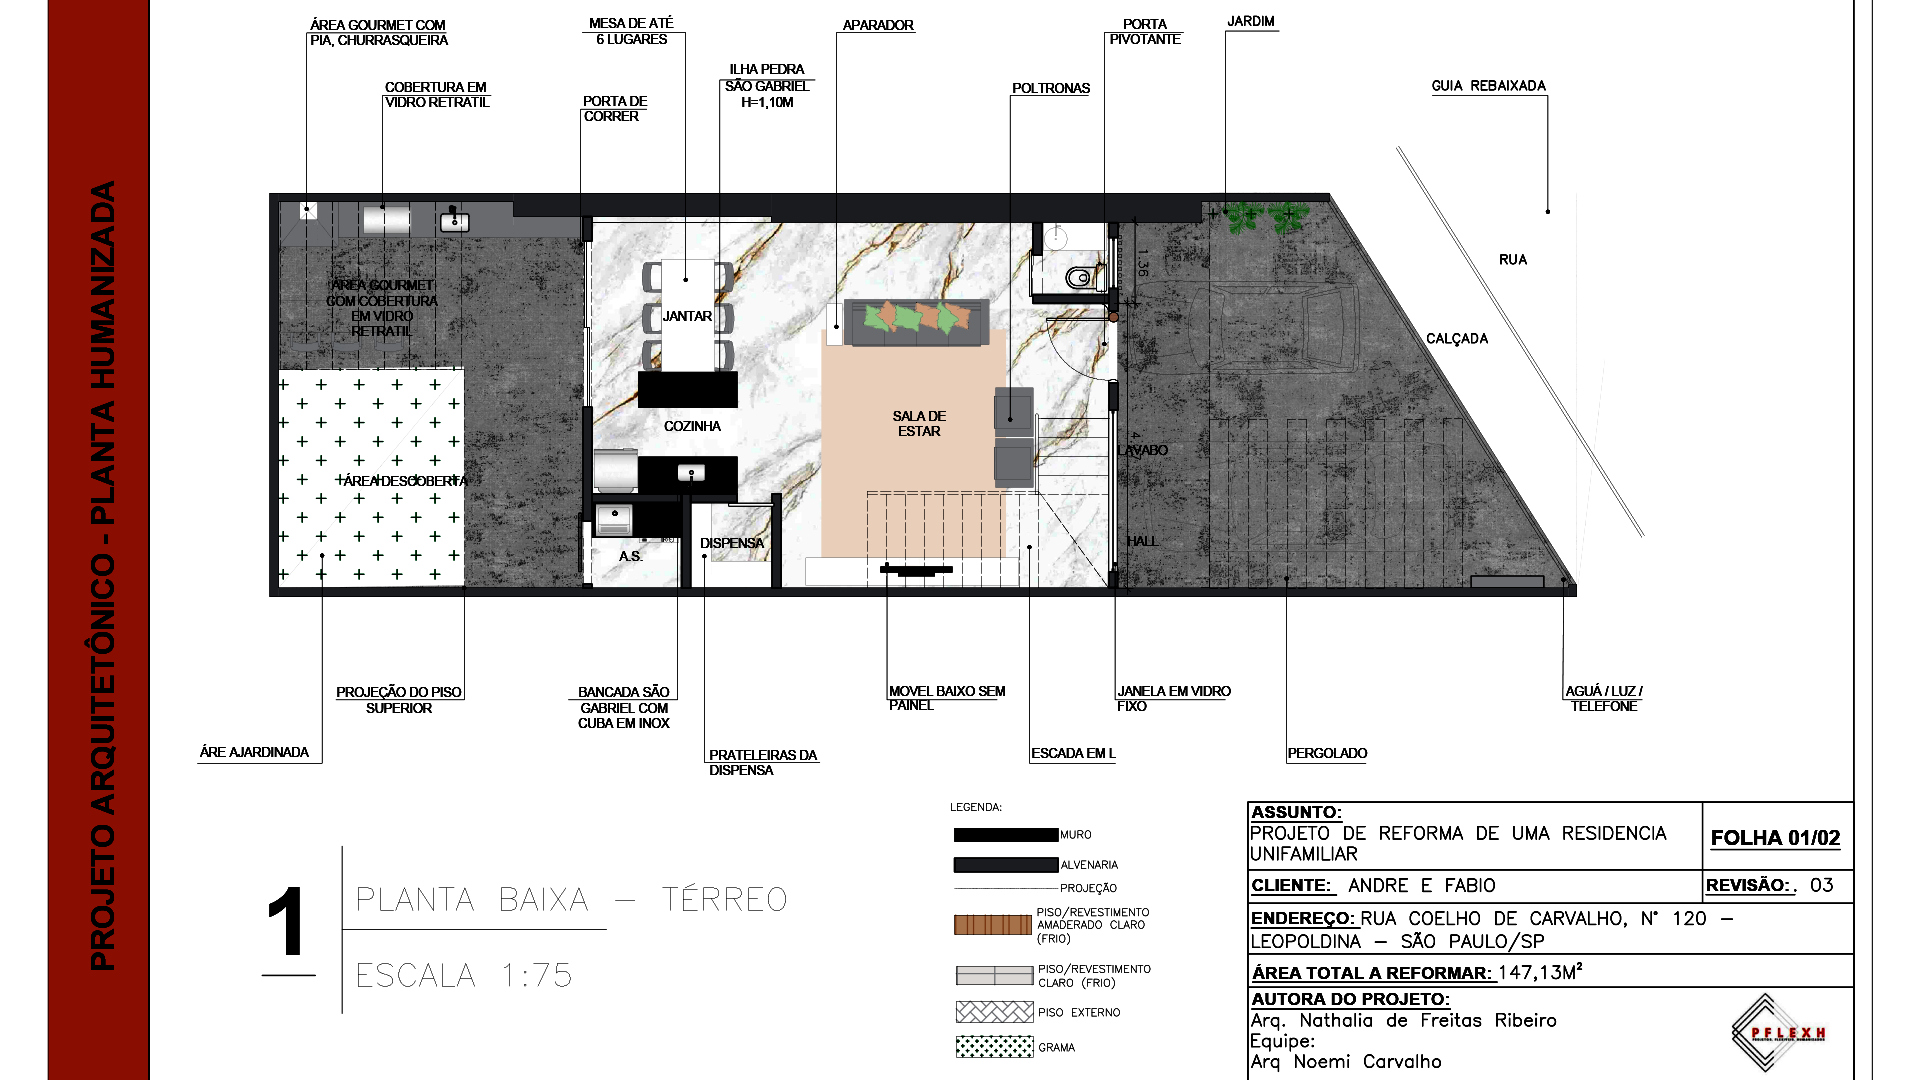 PROJETO ARQUITETÔNICO - PLANTA HUMANIZADA
ÁREA GOURMET COM
PIA, CHURRASQUEIRA
MESA DE ATÉ
6 LUGARES
APARADOR
PORTA
PIVOTANTE
JARDIM
COBERTURA EM
VIDRO RETRATIL
PORTA DE
CORRER
ILHA PEDRA
SÃO GABRIEL
H=1,10M
POLTRONAS
GUIA REBAIXADA
RUA
CALÇADA
1.36
ÁREA GOURMET
COM COBERTURA
EM VIDRO
RETRATIL
JANTAR
COZINHA
SALA DE
ESTAR
LAVABO
ÁREA DESCOBERTA
A.S.
DISPENSA
HALL
PROJEÇÃO DO PISO
SUPERIOR
BANCADA SÃO
GABRIEL COM
CUBA EM INOX
MOVEL BAIXO SEM
PAINEL
JANELA EM VIDRO
FIXO
AGUÁ / LUZ /
TELEFONE
ÁRE AJARDINADA
PRATELEIRAS DA
DISPENSA
ESCADA EM L
PERGOLADO
1
PLANTA BAIXA - TÉRREO
ESCALA 1:75
LEGENDA:
MURO
ALVENARIA
PROJEÇÃO
PISO/REVESTIMENTO
AMADERADO CLARO
(FRIO)
PISO/REVESTIMENTO
CLARO (FRIO)
PISO EXTERNO
GRAMA
ASSUNTO:
PROJETO DE REFORMA DE UMA RESIDENCIA
UNIFAMILIAR
FOLHA 01/02
CLIENTE: ANDRE E FABIO
REVISÃO:. 03
ENDEREÇO: RUA COELHO DE CARVALHO, N° 120 -
LEOPOLDINA - SÃO PAULO/SP
ÁREA TOTAL A REFORMAR: 147,13M²
AUTORA DO PROJETO:
Arq. Nathalia de Freitas Ribeiro
Equipe:
Arq Noemi Carvalho
PFLEXH